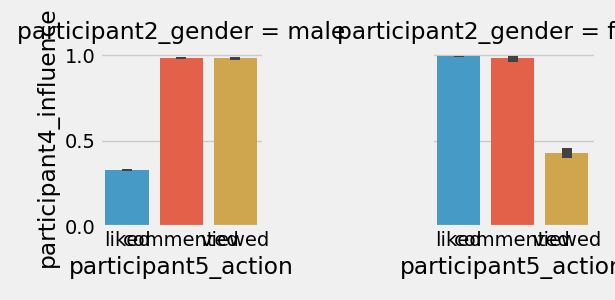 participant2_gender = male
participant2_gender = f
participant4_influence
1.0
0.5
0.0
liked commented viewed
liked commented viewed
participant5_action
participant5_action